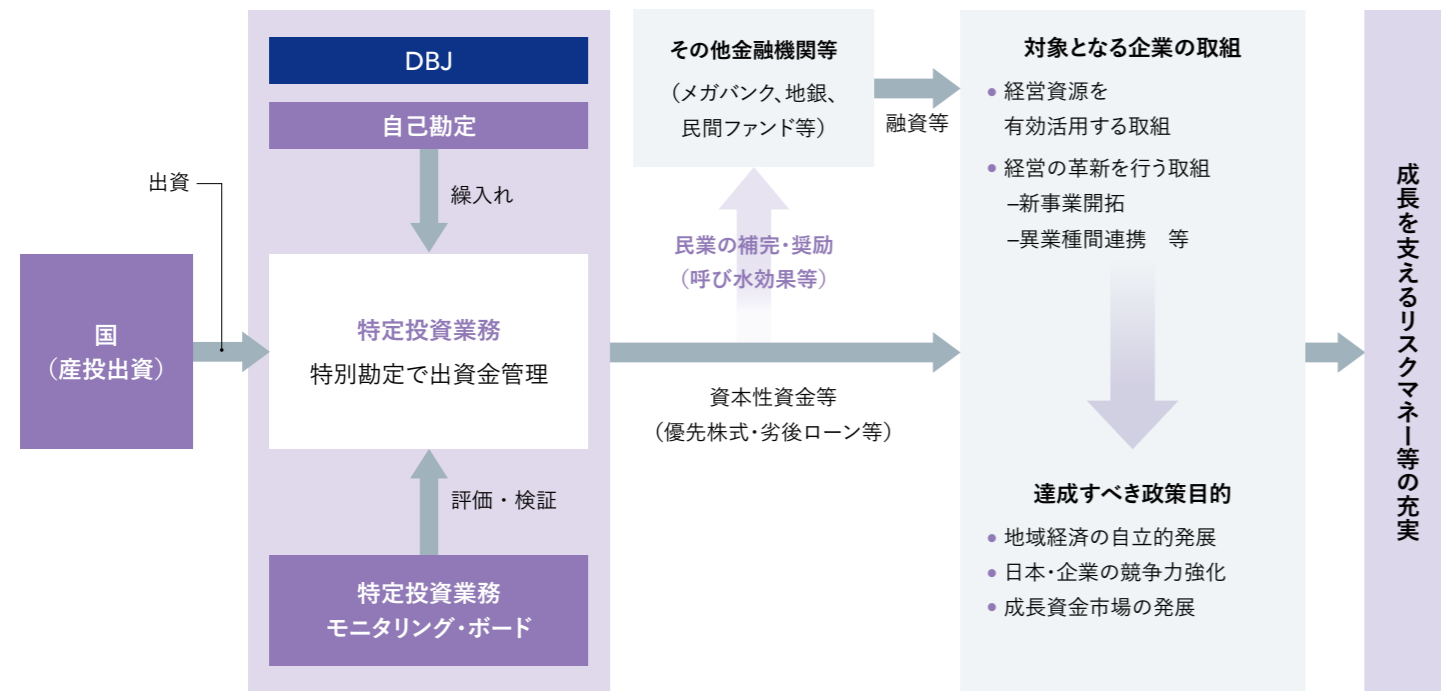 出資
国
（産投出資）
DBJ
自己勘定
繰入れ
特定投資業務
特別勘定で出資金管理
評価・検証
特定投資業務
モニタリング・ボード
その他金融機関等
（メガバンク、地銀、
民間ファンド等）
融資等
民業の補完・奨励
（呼び水効果等）
資本性資金等
（優先株式・劣後ローン等）
対象となる企業の取組
• 経営資源を
有効活用する取組
• 経営の革新を行う取組
–新事業開拓
–異業種間連携　等
達成すべき政策目的
• 地域経済の自立的発展
• 日本・企業の競争力強化
• 成長資金市場の発展
成長を支えるリスクマネー等の充実